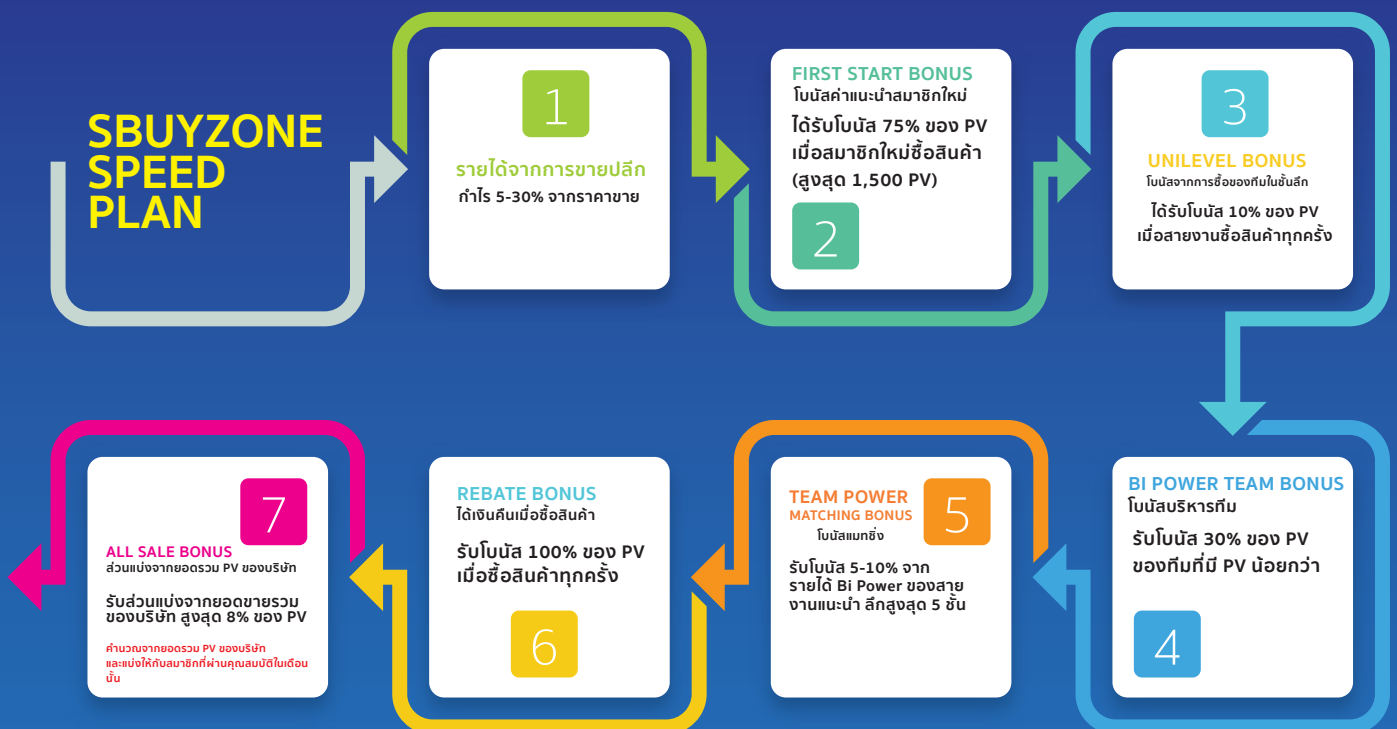 SBUYZONE
SPEED
PLAN
1
รายได้จากการขายปลีก
กำไร 5-30% จากราคาขาย
FIRST START BONUS
โบนัสค่าแนะนำสมาชิกใหม่
ได้รับโบนัส 75% ของ PV
เมื่อสมาชิกใหม่ซื้อสินค้า
(สูงสุด 1,500 PV)
2
3
UNILEVEL BONUS
โบนัสจากการซื้อของทีมในชั้นลึก
ได้รับโบนัส 10% ของ PV
เมื่อสายงานซื้อสินค้าทุกครั้ง
BI POWER TEAM BONUS
โบนัสบริหารทีม
รับโบนัส 30% ของ PV
ของทีมที่มี PV น้อยกว่า
4
TEAM POWER
MATCHING BONUS
โบนัสแมทชิ่ง
5
รับโบนัส 5-10% จาก
รายได้ Bi Power ของสาย
งานแนะนำ ลึกสูงสุด 5 ชั้น
REBATE BONUS
ได้เงินคืนเมื่อซื้อสินค้า
รับโบนัส 100% ของ PV
เมื่อซื้อสินค้าทุกครั้ง
6
7
ALL SALE BONUS
ส่วนแบ่งจากยอดรวม PV ของบริษัท
รับส่วนแบ่งจากยอดขายรวม
ของบริษัท สูงสุด 8% ของ PV
คำนวณจากยอดรวม PV ของบริษัท
และแบ่งให้กับสมาชิกที่ผ่านคุณสมบัติในเดือน
นั้น